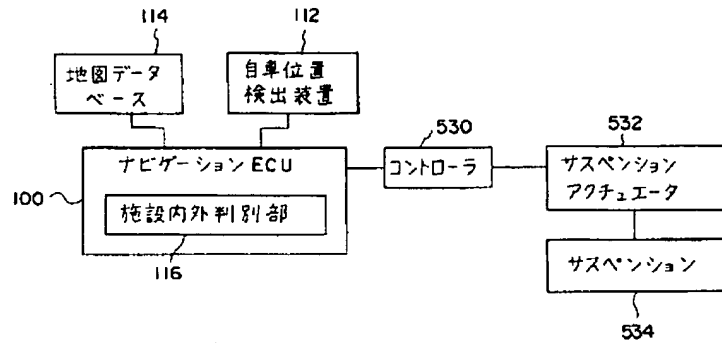 114
112
地図データ
ベース
自車位置
検出装置
530
532
ナビゲーション ECU
コントローラ
サスペンション
アクチュエータ
100
施設内外判別部
116
サスペンション
534